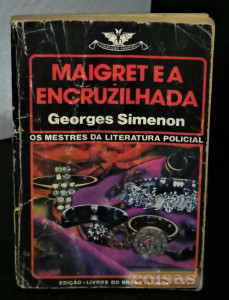 MAIGRET E A
ENCRUZILHADA
Georges Simenon
OS MESTRES DA LITERATURA POLICIAL
EDIÇÃO - LIVROS DO BRASIL
coisas